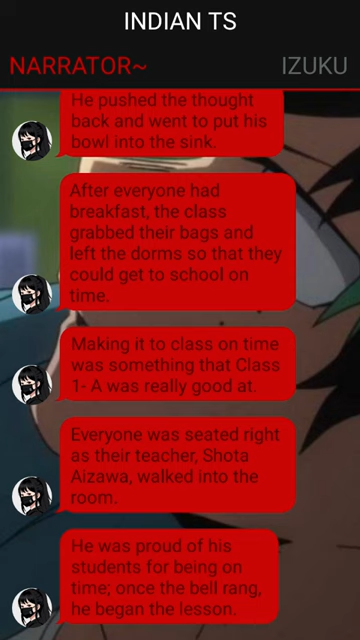 INDIAN TS
NARRATOR~ IZUKU
He pushed the thought
back and went to put his
bowl into the sink.
After everyone had
breakfast, the class
grabbed their bags and
left the dorms so that they
could get to school on
time.
Making it to class on time
was something that Class
1- A was really good at.
Everyone was seated right
as their teacher, Shota
Aizawa, walked into the
room.
He was proud of his
students for being on
time; once the bell rang,
he began the lesson.